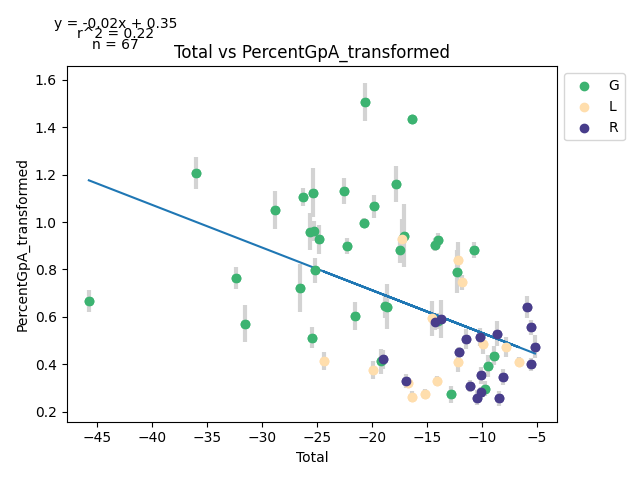 y = -0.02x + 0.35
r^2 = 0.22
n = 67
Total vs PercentGpA_transformed
G
L
R
PercentGpA_transformed
1.6
1.4
1.2
1.0
0.8
0.6
0.4
0.2
−45 −40 −35 −30 −25 −20 −15 −10 −5
Total